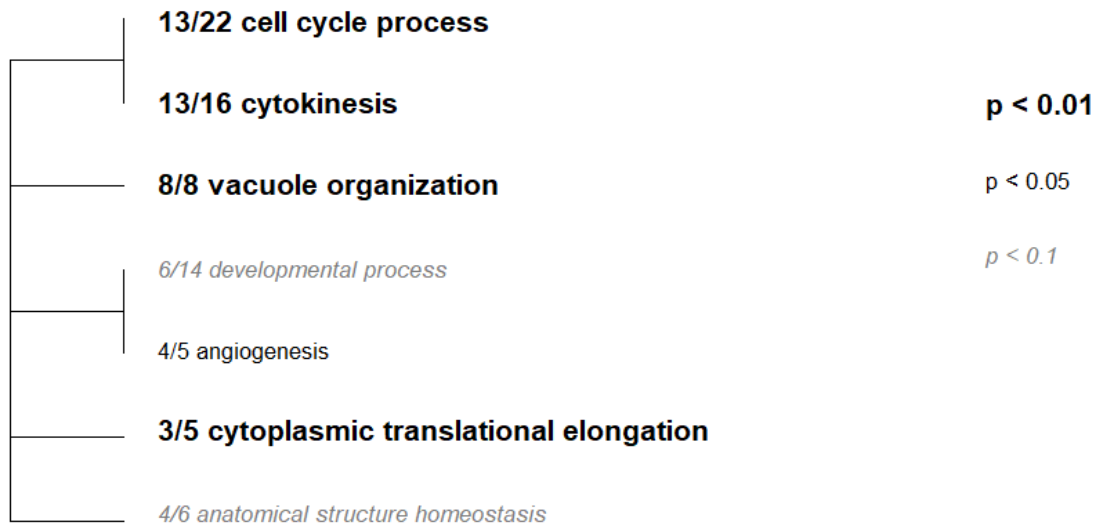 13/22 cell cycle process
13/16 cytokinesis
p < 0.01
8/8 vacuole organization
p < 0.05
6/14 developmental process
p < 0.1
4/5 angiogenesis
3/5 cytoplasmic translational elongation
4/6 anatomical structure homeostasis